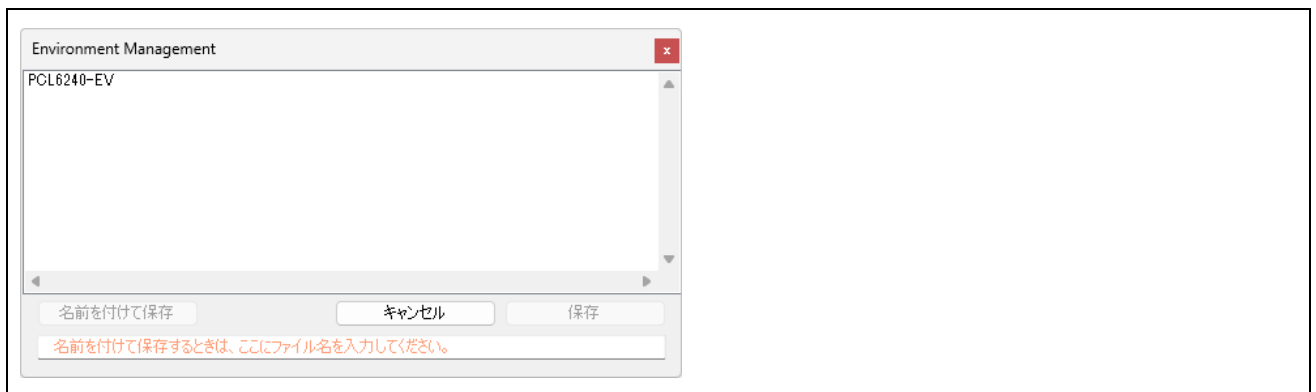 Environment Management
x
PCL6240-EV
名前を付けて保存
キャンセル
保存
名前を付けて保存するときは、ここにファイル名を入力してください。